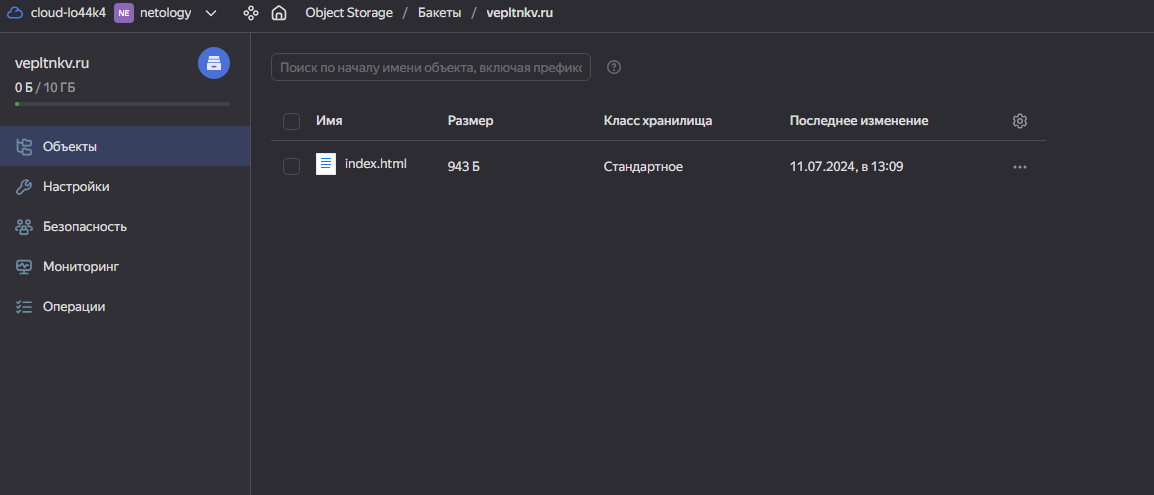 cloud-lo44k4 NE netology Object Storage / Бакеты / vepltnkv.ru
vepltnkv.ru
0 Б / 10 ГБ
Объекты
Настройки
Безопасность
Мониторинг
Операции
Поиск по началу имени объекта, включая префикс
Имя Размер Класс хранилища Последнее изменение
index.html 943 Б Стандартное 11.07.2024, в 13:09